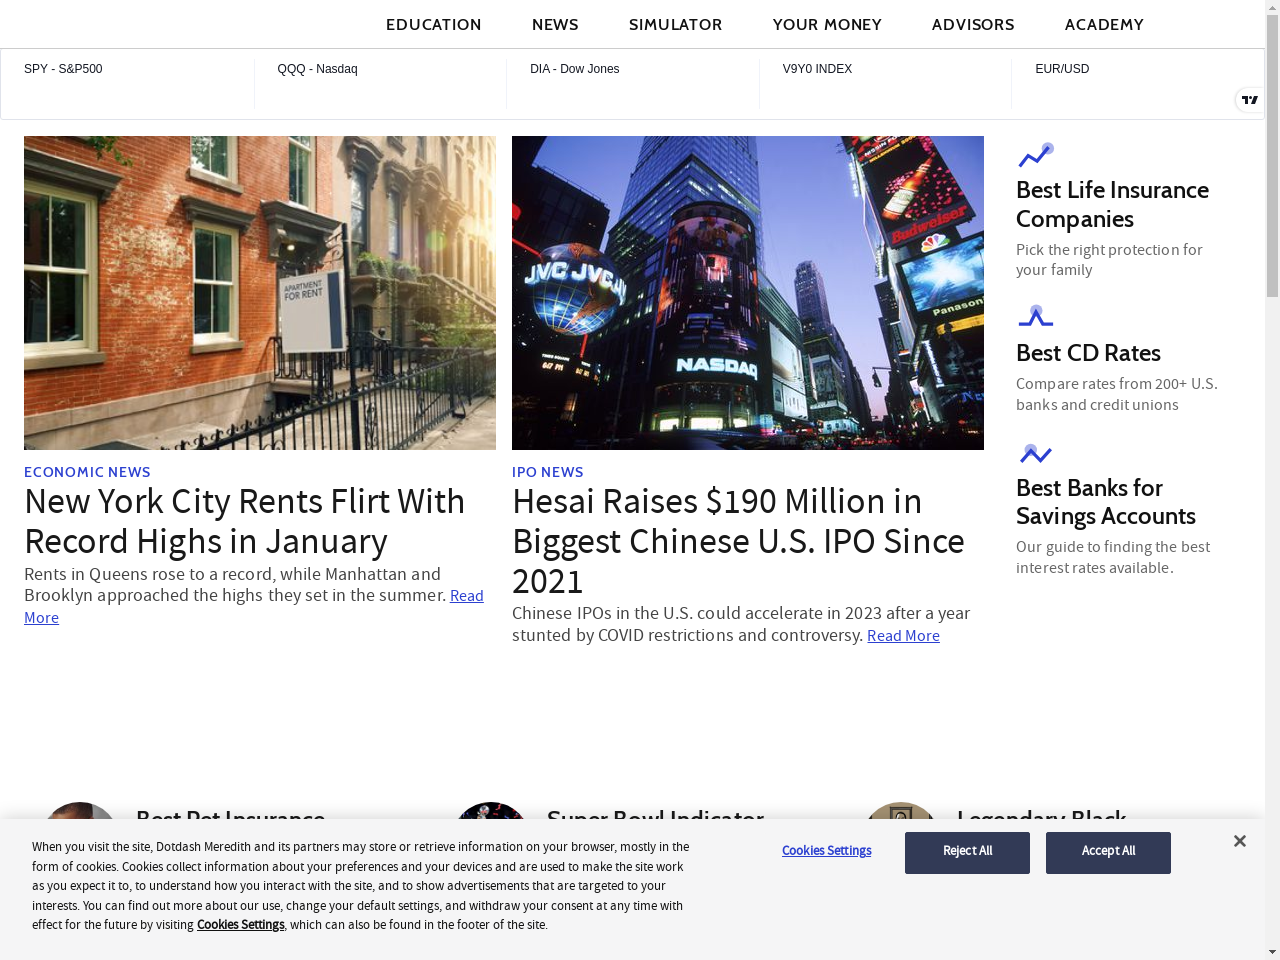 EDUCATION NEWS SIMULATOR YOUR MONEY ADVISORS ACADEMY
SPY - S&P500
QQQ - Nasdaq
DIA - Dow Jones
V9Y0 INDEX
EUR/USD
APARTMENT
FOR RENT
JVC JVC
NASDAQ
Budweiser
NBC
Panasonic
ECONOMIC NEWS
New York City Rents Flirt With
Record Highs in January
Rents in Queens rose to a record, while Manhattan and
Brooklyn approached the highs they set in the summer. Read
More
IPO NEWS
Hesai Raises $190 Million in
Biggest Chinese U.S. IPO Since
2021
Chinese IPOs in the U.S. could accelerate in 2023 after a year
stunted by COVID restrictions and controversy. Read More
Best Life Insurance
Companies
Pick the right protection for
your family
Best CD Rates
Compare rates from 200+ U.S.
banks and credit unions
Best Banks for
Savings Accounts
Our guide to finding the best
interest rates available.
Best Pet Insurance
Super Bowl Indicator
Legendary Black
When you visit the site, Dotdash Meredith and its partners may store or retrieve information on your browser, mostly in the
form of cookies. Cookies collect information about your preferences and your devices and are used to make the site work
as you expect it to, to understand how you interact with the site, and to show advertisements that are targeted to your
interests. You can find out more about our use, change your default settings, and withdraw your consent at any time with
effect for the future by visiting Cookies Settings, which can also be found in the footer of the site.
Cookies Settings
Reject All
Accept All